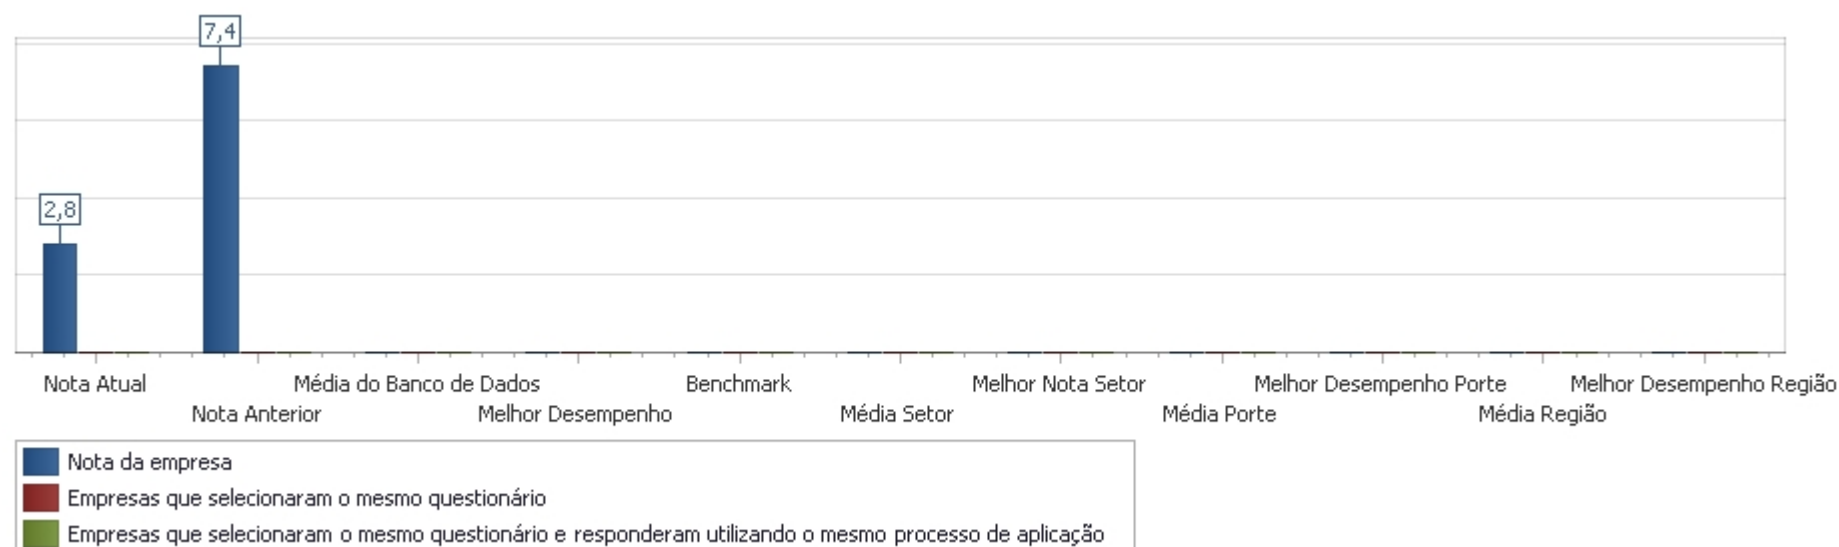 7,4
2,8
Nota Atual
Média do Banco de Dados
Benchmark
Melhor Nota Setor
Melhor Desempenho Porte
Melhor Desempenho Região
Nota Anterior
Melhor Desempenho
Média Setor
Média Porte
Média Região
Nota da empresa
Empresas que selecionaram o mesmo questionário
Empresas que selecionaram o mesmo questionário e responderam utilizando o mesmo processo de aplicação